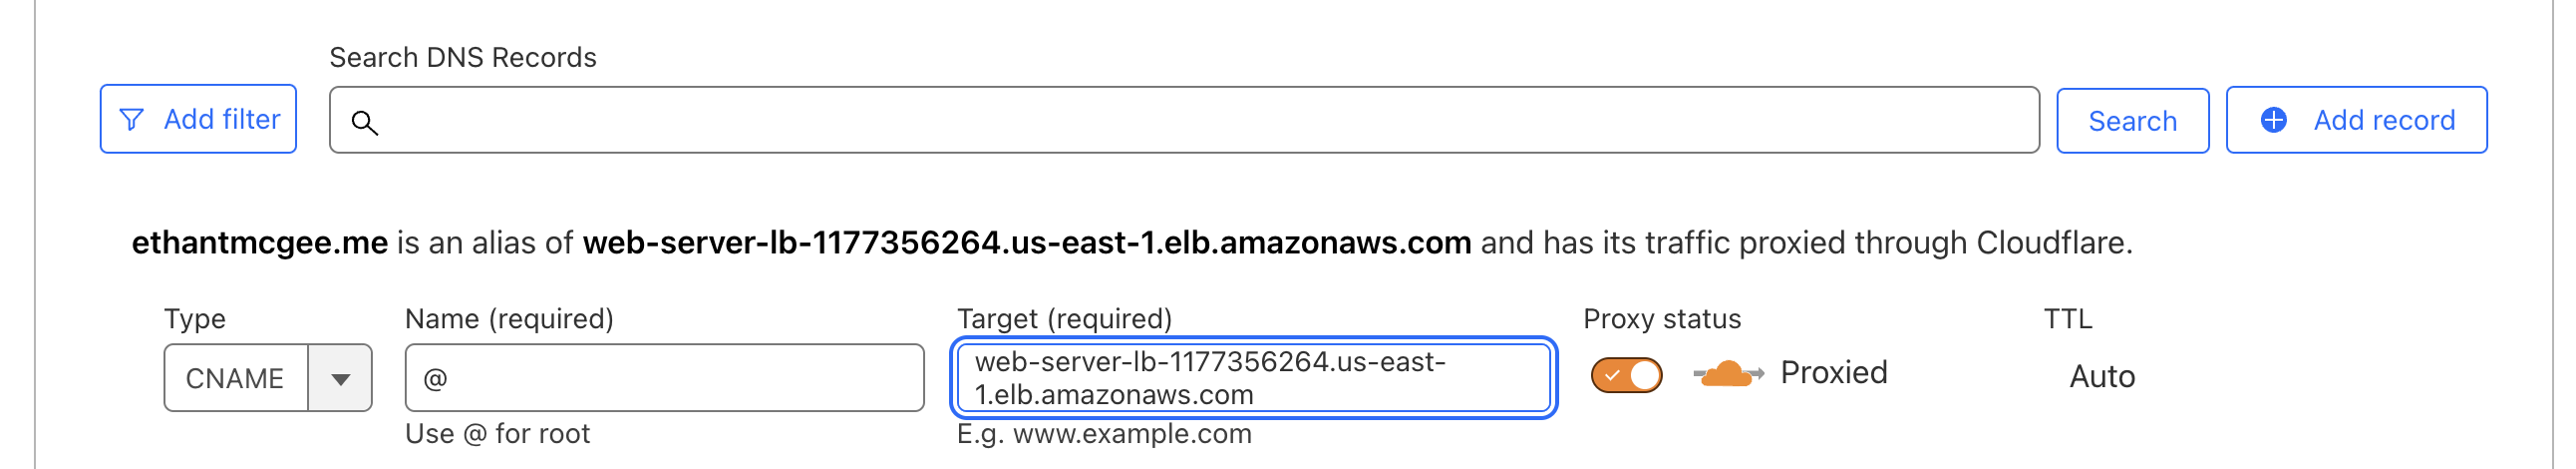 Search DNS Records
Add filter
Search
Add record
ethantmcgee.me is an alias of web-server-lb-1177356264.us-east-1.elb.amazonaws.com and has its traffic proxied through Cloudflare.
Type
Name (required)
Target (required)
Proxy status
TTL
CNAME
@
web-server-lb-1177356264.us-east-
1.elb.amazonaws.com
Proxied
Auto
Use @ for root
E.g. www.example.com